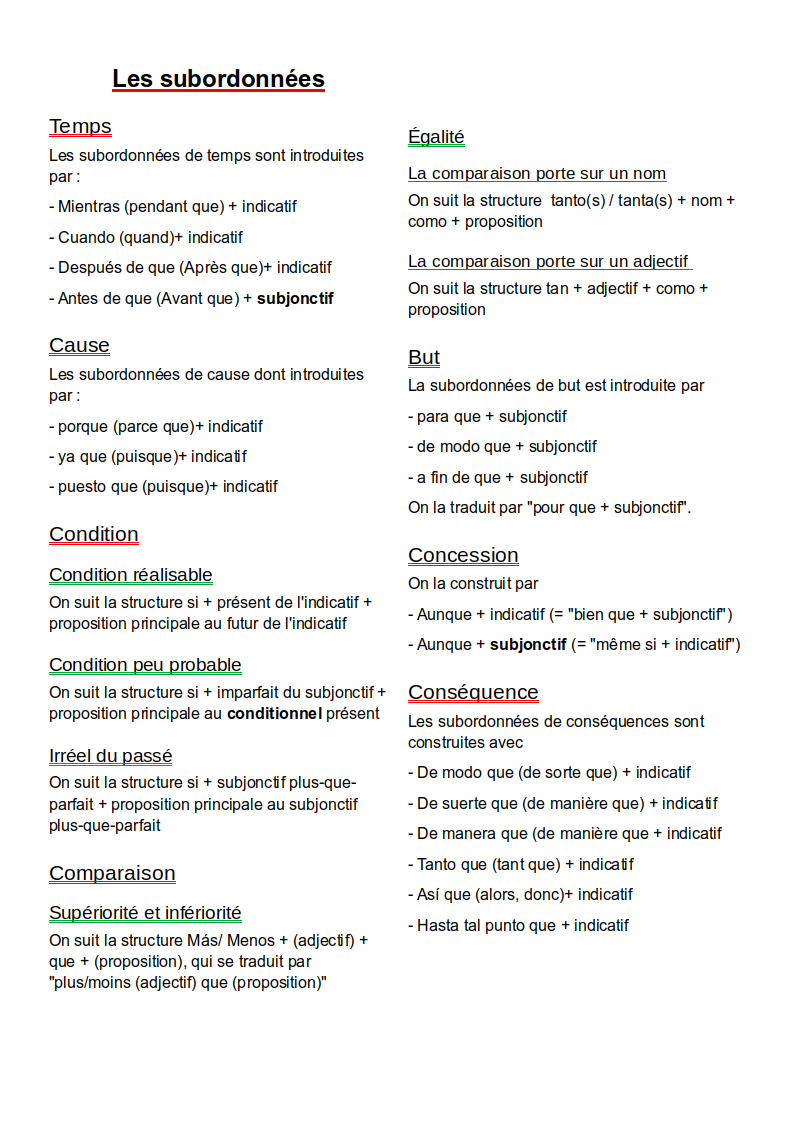 Les subordonnées
Temps
Les subordonnées de temps sont introduites
par :
- Mientras (pendant que) + indicatif
- Cuando (quand)+ indicatif
- Después de que (Après que)+ indicatif
- Antes de que (Avant que) + subjonctif
Cause
Les subordonnées de cause dont introduites
par :
- porque (parce que)+ indicatif
- ya que (puisque)+ indicatif
- puesto que (puisque)+ indicatif
Condition
Condition réalisable
On suit la structure si + présent de l'indicatif +
proposition principale au futur de l'indicatif
Condition peu probable
On suit la structure si + imparfait du subjonctif +
proposition principale au conditionnel présent
Irréel du passé
On suit la structure si + subjonctif plus-que-
parfait + proposition principale au subjonctif
plus-que-parfait
Comparaison
Supériorité et infériorité
On suit la structure Más/ Menos + (adjectif) +
que + (proposition), qui se traduit par
"plus/moins (adjectif) que (proposition)"
Égalité
La comparaison porte sur un nom
On suit la structure  tanto(s) / tanta(s) + nom +
como + proposition
La comparaison porte sur un adjectif
On suit la structure tan + adjectif + como +
proposition
But
La subordonnées de but est introduite par
- para que + subjonctif
- de modo que + subjonctif
- a fin de que + subjonctif
On la traduit par "pour que + subjonctif".
Concession
On la construit par
- Aunque + indicatif (= "bien que + subjonctif")
- Aunque + subjonctif (= "même si + indicatif")
Conséquence
Les subordonnées de conséquences sont
construites avec
- De modo que (de sorte que) + indicatif
- De suerte que (de manière que) + indicatif
- De manera que (de manière que + indicatif
- Tanto que (tant que) + indicatif
- Así que (alors, donc)+ indicatif
- Hasta tal punto que + indicatif